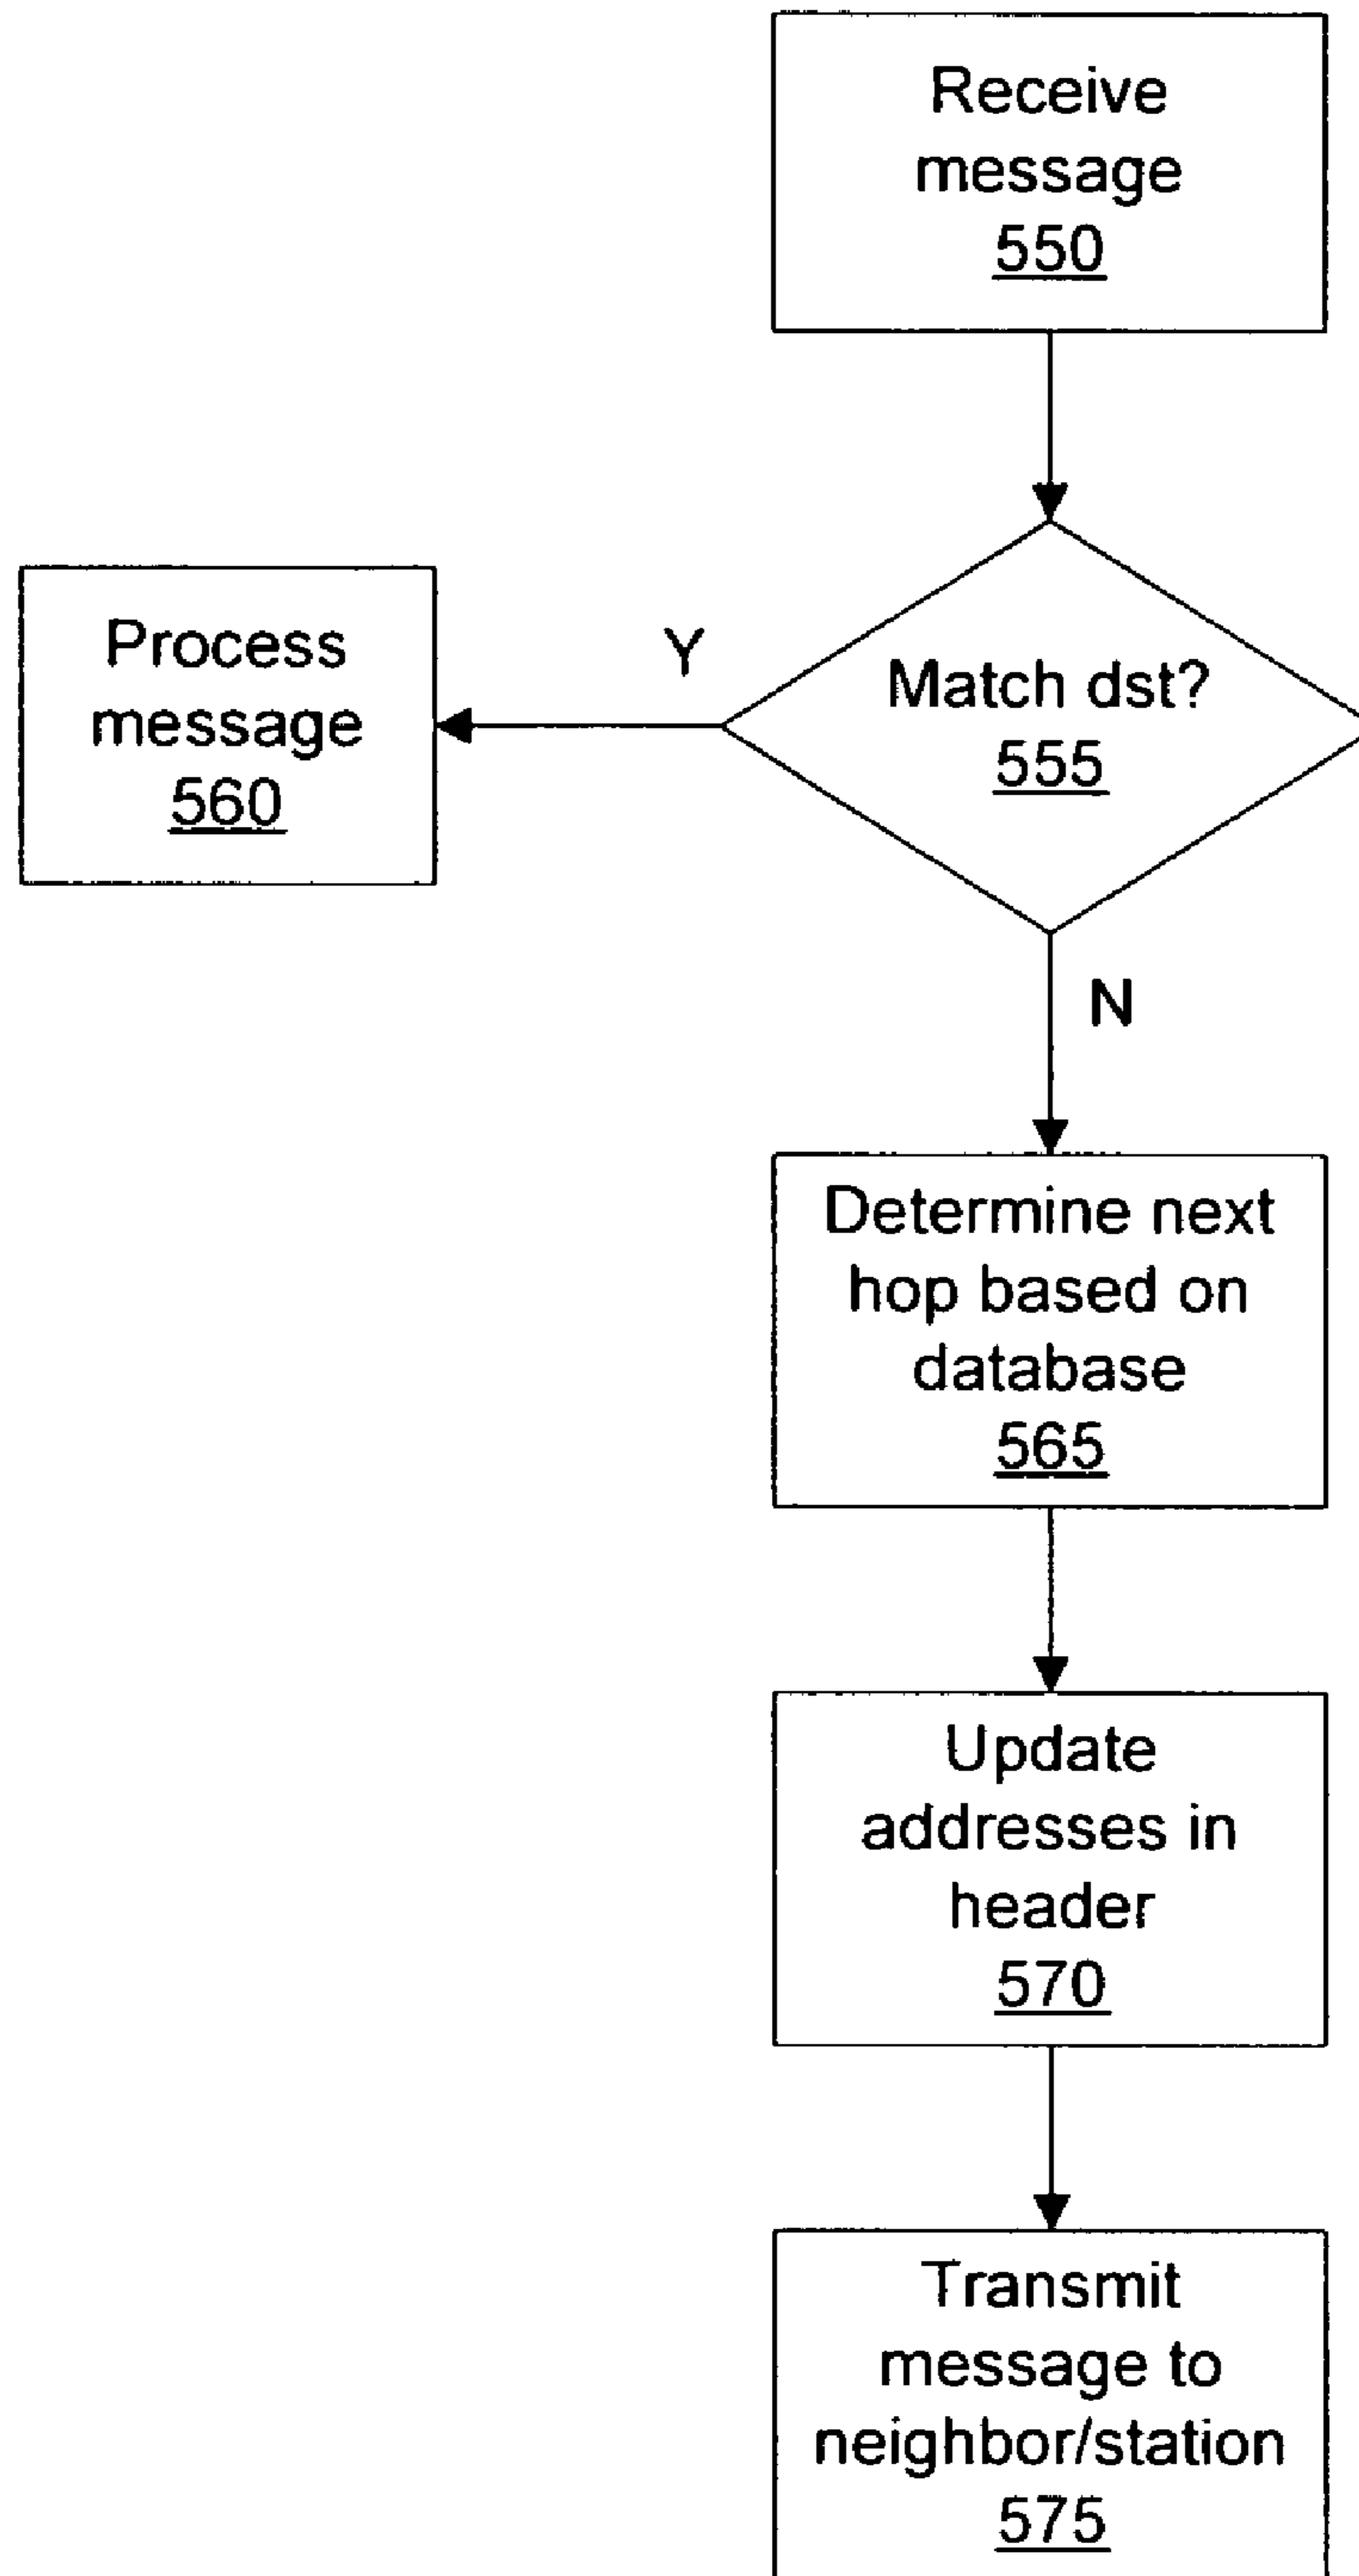 Receive
message
550
Match dst?
555
Y
Process
message
560
N
Determine next
hop based on
database
565
Update
addresses in
header
570
Transmit
message to
neighbor/station
575